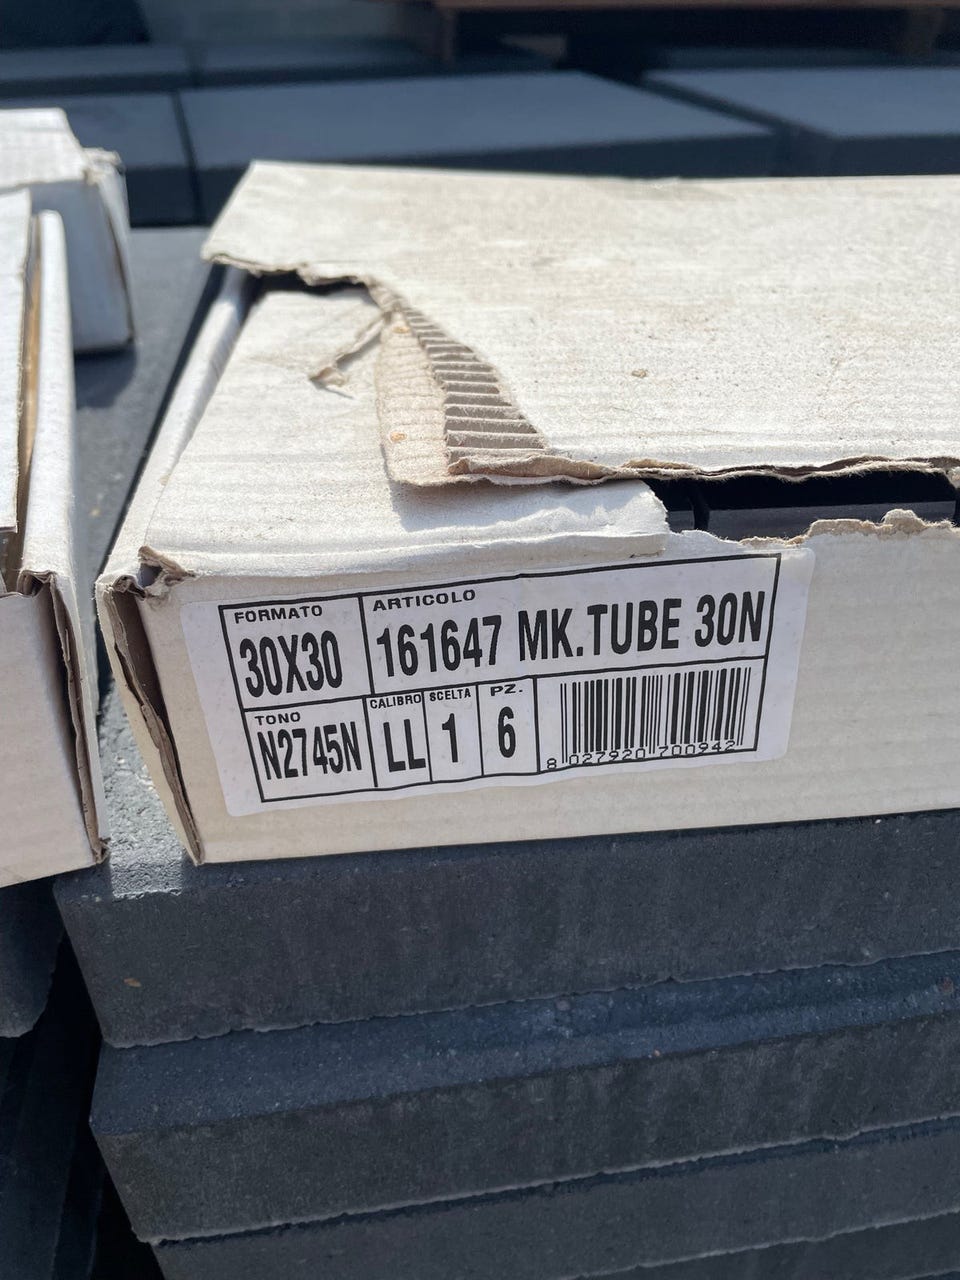 FORMATO
30X30
ARTICOLO
161647 MK.TUBE 30N
TONO
N2745N
CALIBRO
LL
SCELTA
1
PZ.
6
8 027920 700942